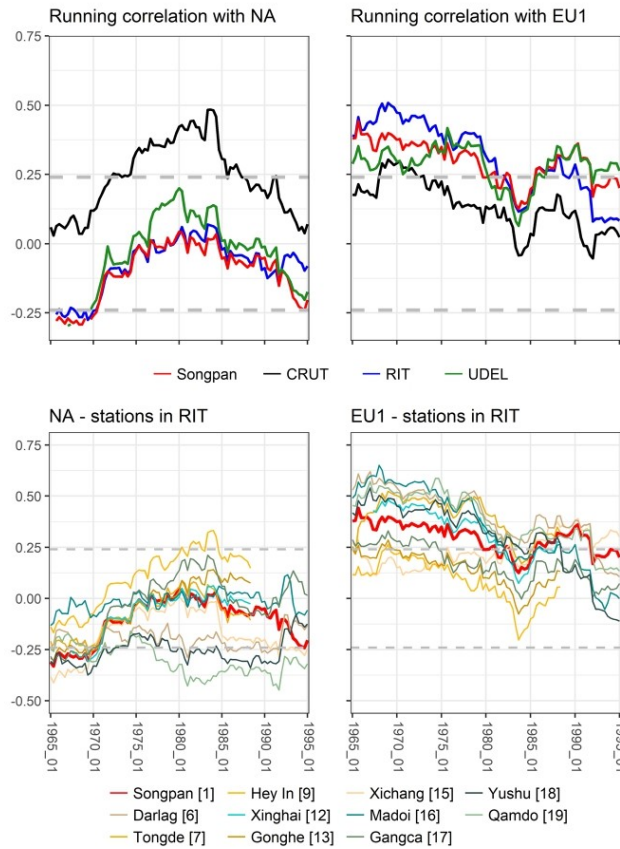 Running correlation with NA
Running correlation with EU1
0.75
0.50
0.25
0.00
-0.25
Songpan
CRUT
RIT
UDEL
NA - stations in RIT
EU1 - stations in RIT
0.75
0.50
0.25
0.00
-0.25
-0.50
1965_01
1970_01
1975_01
1980_01
1985_01
1990_01
1995_01
1965_01
1970_01
1975_01
1980_01
1985_01
1990_01
1995_01
Songpan [1]
Hey In [9]
Xichang [15]
Yushu [18]
Darlag [6]
Xinghai [12]
Madoi [16]
Qamdo [19]
Tongde [7]
Gonghe [13]
Gangca [17]